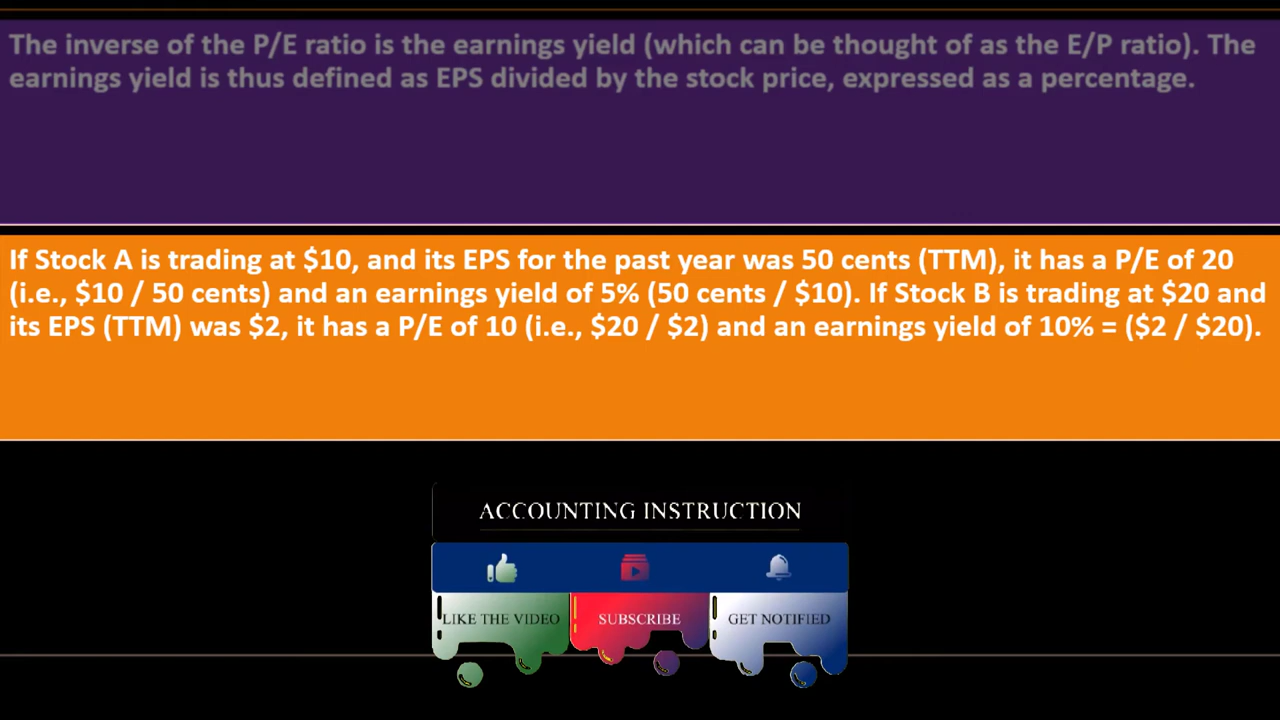 The inverse of the P/E ratio is the earnings yield (which can be thought of as the E/P ratio). The
earnings yield is thus defined as EPS divided by the stock price, expressed as a percentage.
If Stock A is trading at $10, and its EPS for the past year was 50 cents (TTM), it has a P/E of 20
(i.e., $10 / 50 cents) and an earnings yield of 5% (50 cents / $10). If Stock B is trading at $20 and
its EPS (TTM) was $2, it has a P/E of 10 (i.e., $20 / $2) and an earnings yield of 10% = ($2 / $20).
ACCOUNTING INSTRUCTION
LIKE THE VIDEO
SUBSCRIBE
GET NOTIFIED